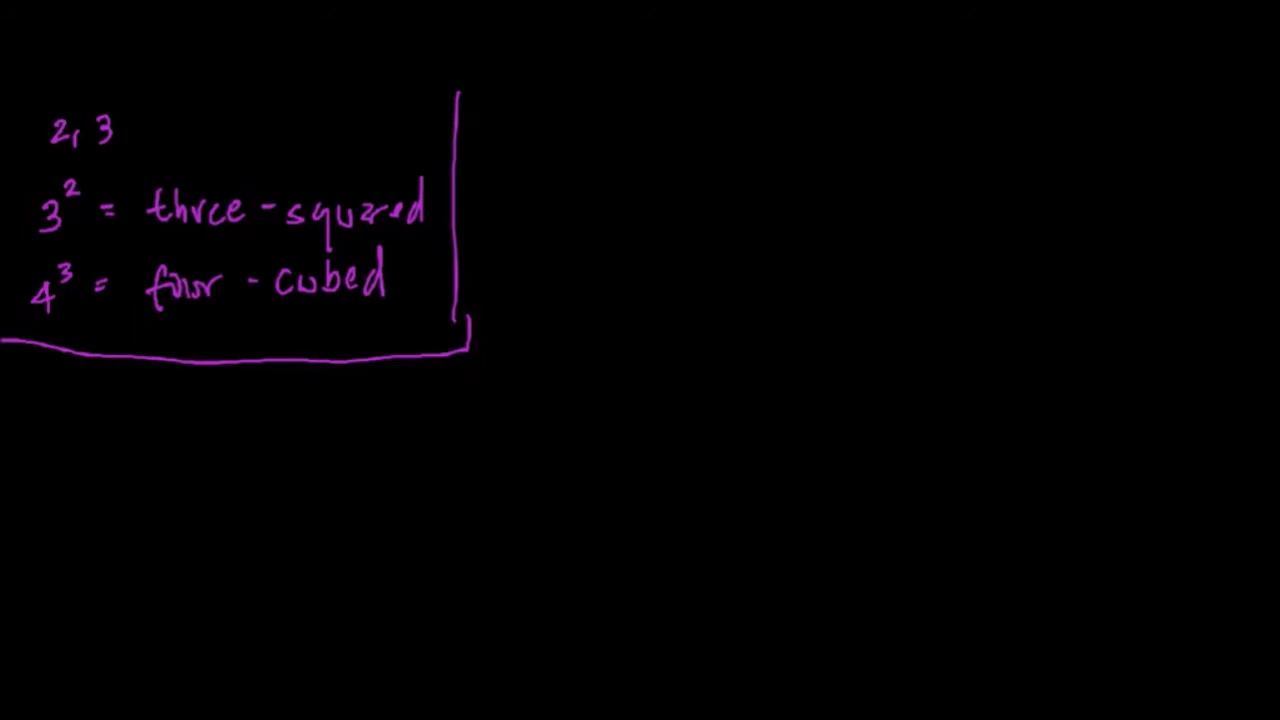 2, 3
3² = three-squared
4³ = four-cubed